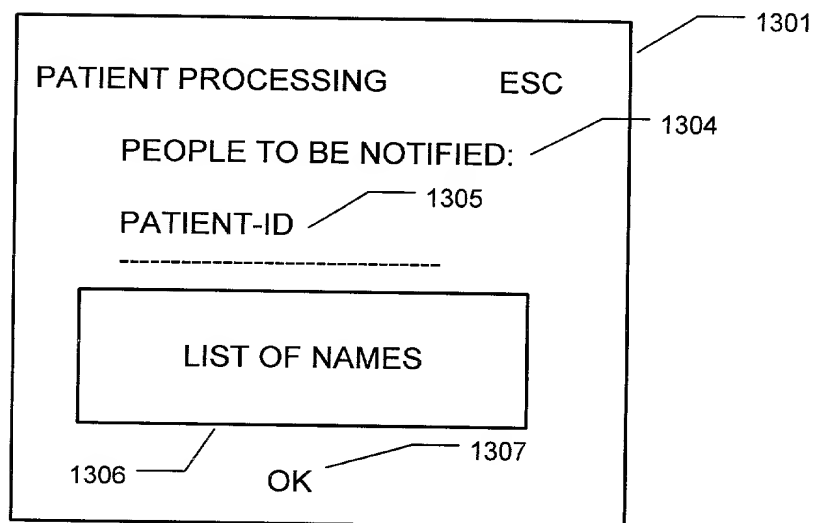 1301
PATIENT PROCESSING ESC
1304
PEOPLE TO BE NOTIFIED:
1305
PATIENT-ID
LIST OF NAMES
1306
1307
OK